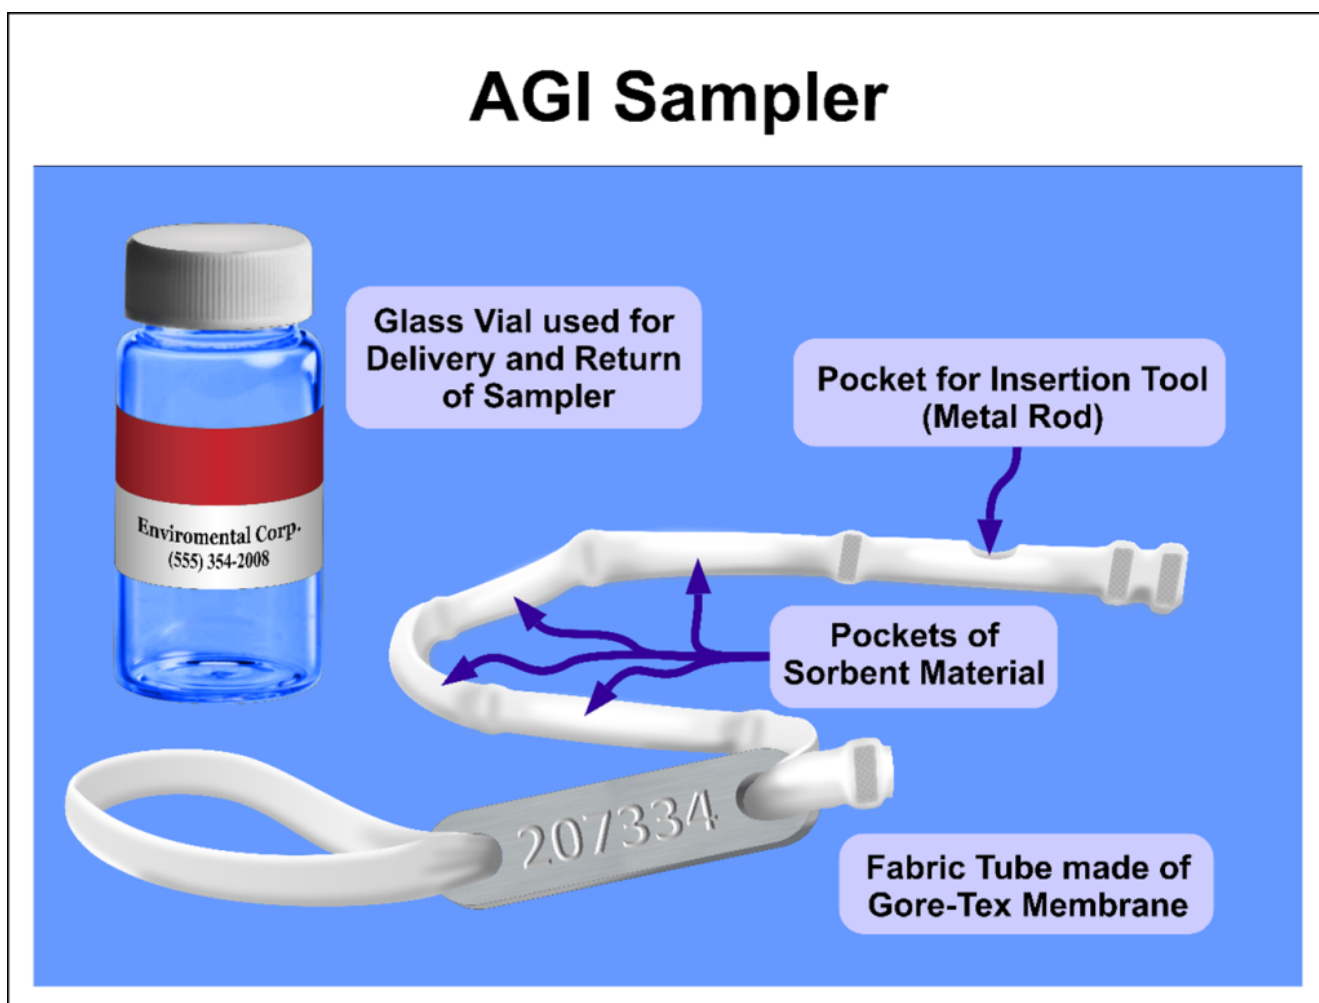 AGI Sampler
Glass Vial used for
Delivery and Return
of Sampler
Pocket for Insertion Tool
(Metal Rod)
Enviromental Corp.
(555) 354-2008
Pockets of
Sorbent Material
207334
Fabric Tube made of
Gore-Tex Membrane